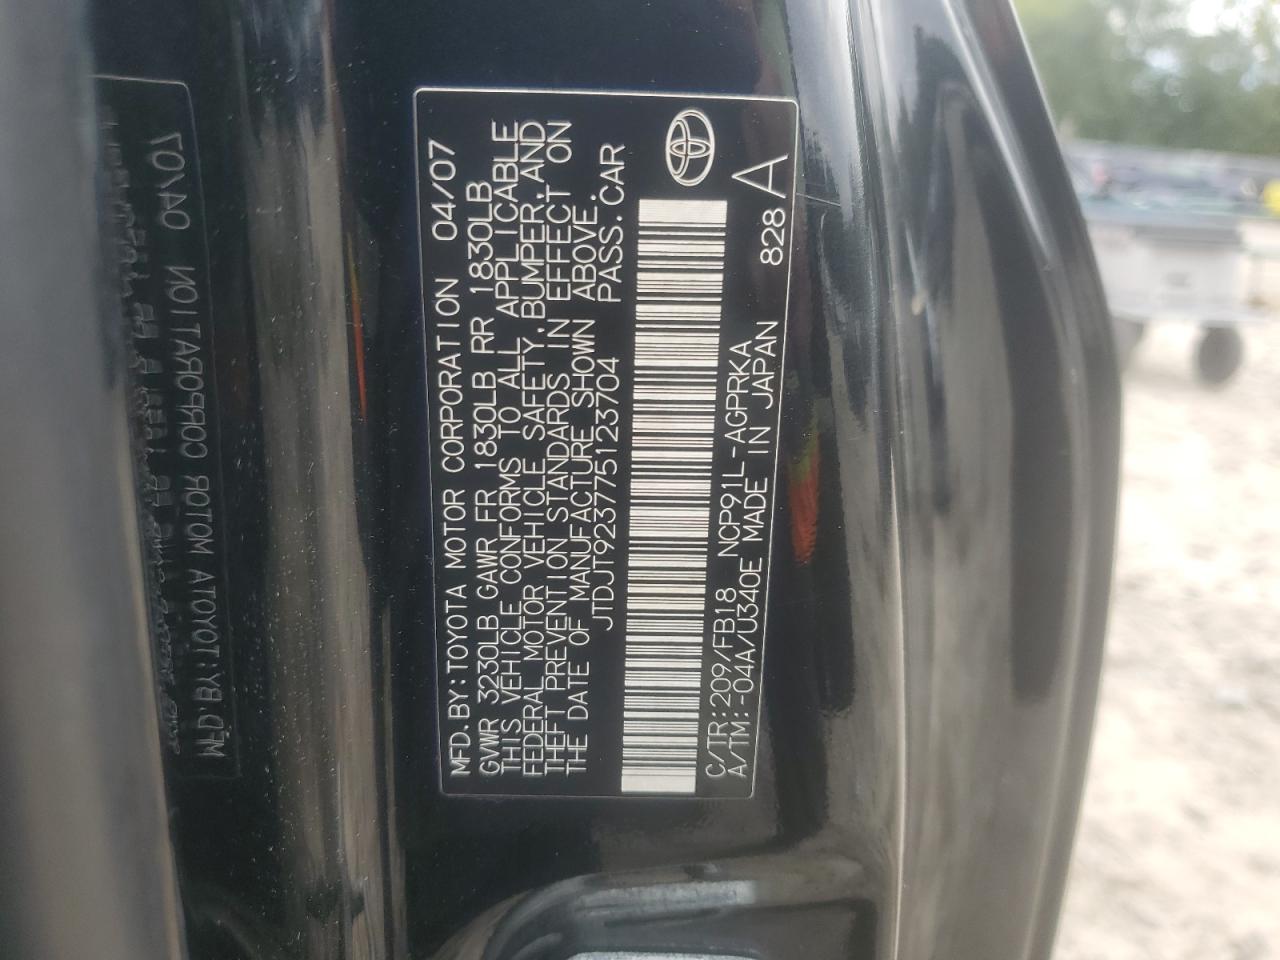 MFD.BY:TOYOTA MOTOR CORPORATION 04/07
GVWR 3230LB GAWR FR 1830LB RR 1830LB
THIS VEHICLE CONFORMS TO ALL APPLICABLE
FEDERAL MOTOR VEHICLE SAFETY,BUMPER,AND
THEFT PREVENTION STANDARDS IN EFFECT ON
THE DATE OF MANUFACTURE SHOWN ABOVE.
JTDJT923775123704 PASS.CAR
C/TR:209/FB18 NCP91L-AGPRKA 828 A
A/TM:-04A/U340E MADE IN JAPAN
MFD.BY:TOYOTA MOTOR CORPORATION 04/07